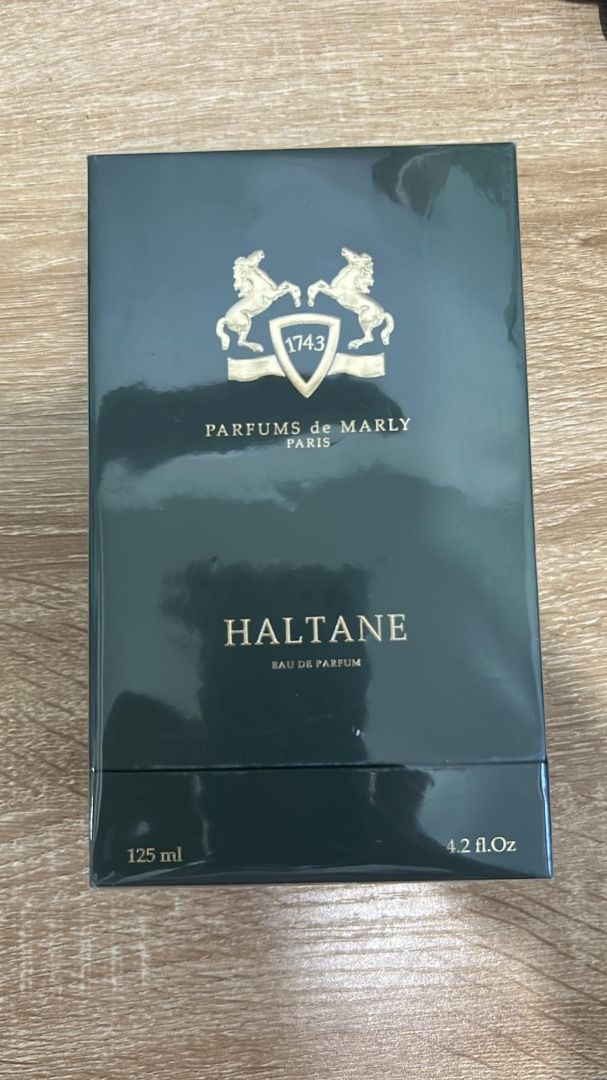 1743
PARFUMS de MARLY
PARIS
HALTANE
EAU DE PARFUM
125 ml
4.2 fl.Oz